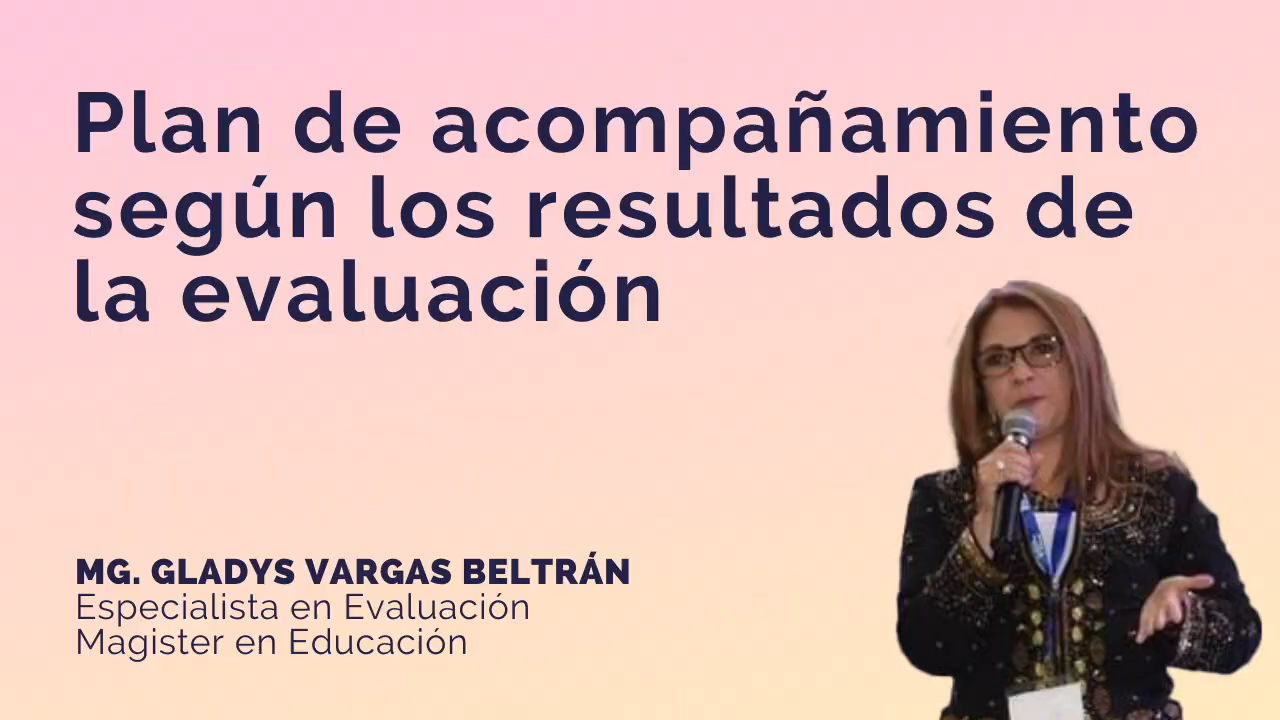 Plan de acompañamiento
según los resultados de
la evaluación
MG. GLADYS VARGAS BELTRÁN
Especialista en Evaluación
Magister en Educación